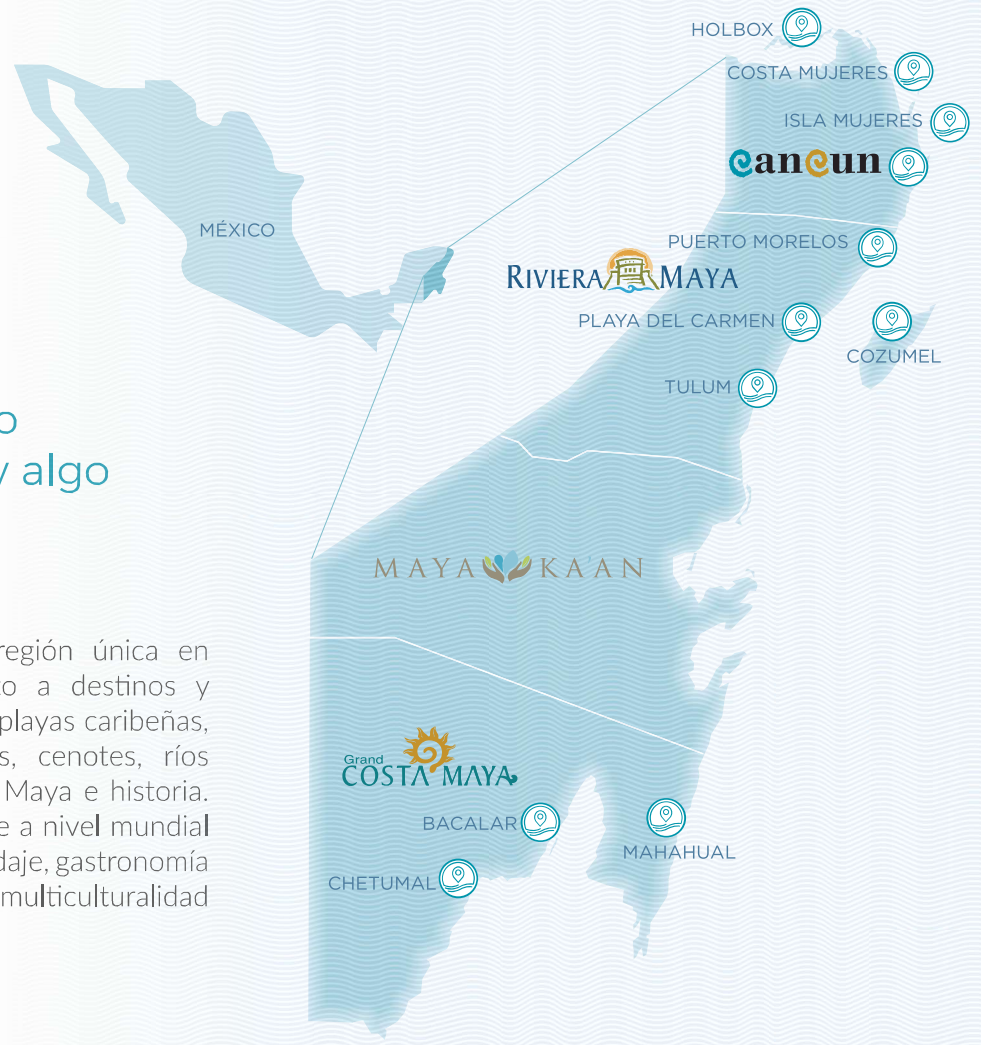 HOLBOX
COSTA MUJERES
ISLA MUJERES
cancun
MÉXICO
PUERTO MORELOS
RIVIERA MAYA
PLAYA DEL CARMEN
COZUMEL
TULUM
algo
MAYA KA'AN
región única en
a destinos y
playas caribeñas,
cenotes, ríos
Maya e historia.
a nivel mundial
gastronomía
multiculturalidad
Grand
COSTA MAYA
BACALAR
MAHAHUAL
CHETUMAL